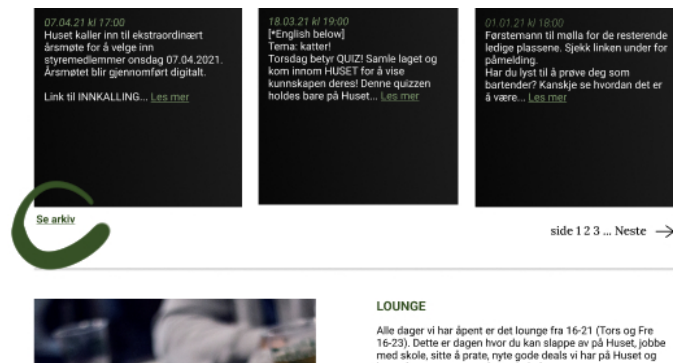 07.04.21 kl 17:00
Huset kaller inn til ekstraordinært
årsmøte for å velge inn
styremedlemmer onsdag 07.04.2021.
Årsmøtet blir gjennomført digitalt.
Link til INNKALLING... Les mer
18.03.21 kl 19:00
[*English below]
Tema: katter!
Torsdag betyr QUIZ! Samle laget og
kom innom HUSET for å vise
kunnskapen deres! Denne quizzen
holdes bare på Huset... Les mer
01.01.21 kl 18:00
Førstemann til mølla for de resterende
ledige plassene. Sjekk linken under for
påmelding.
Har du lyst til å prøve deg som
bartender? Kanskje se hvordan det er
å være... Les mer
Se arkiv
side 1 2 3 ... Neste
LOUNGE
Alle dager vi har åpent er det lounge fra 16-21 (Tors og Fre
16-23). Dette er dagen hvor du kan slappe av på Huset, jobbe
med skole, sitte å prate, nyte gode deals vi har på Huset og